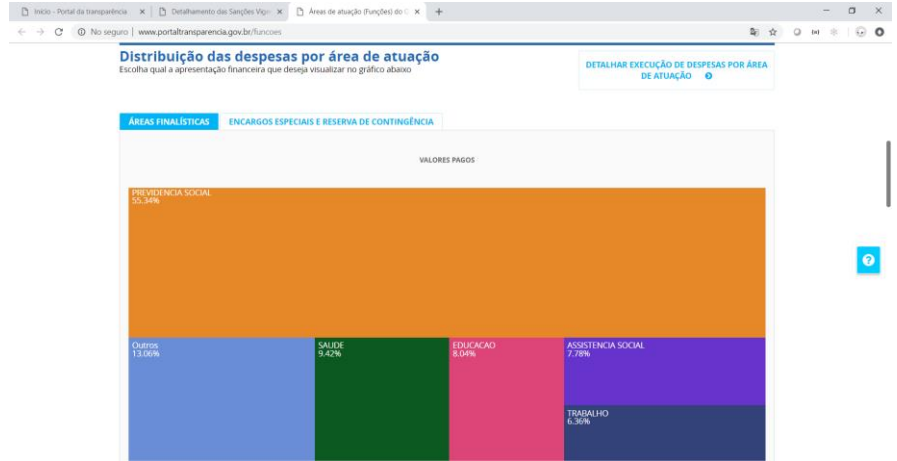 Inicio - Portal da transparência
Detalhamento das Sanções Vigen
Áreas de atuação (Funções) do G
No seguro | www.portaltransparencia.gov.br/funcoes
Distribuição das despesas por área de atuação
Escolha qual a apresentação financeira que deseja visualizar no gráfico abaixo
DETALHAR EXECUÇÃO DE DESPESAS POR ÁREA
DE ATUAÇÃO
ÁREAS FINALÍSTICAS
ENCARGOS ESPECIAIS E RESERVA DE CONTINGÊNCIA
VALORES PAGOS
PREVIDENCIA SOCIAL
55.34%
Outros
13.06%
SAUDE
9.42%
EDUCACAO
8.04%
ASSISTENCIA SOCIAL
7.78%
TRABALHO
6.36%
?